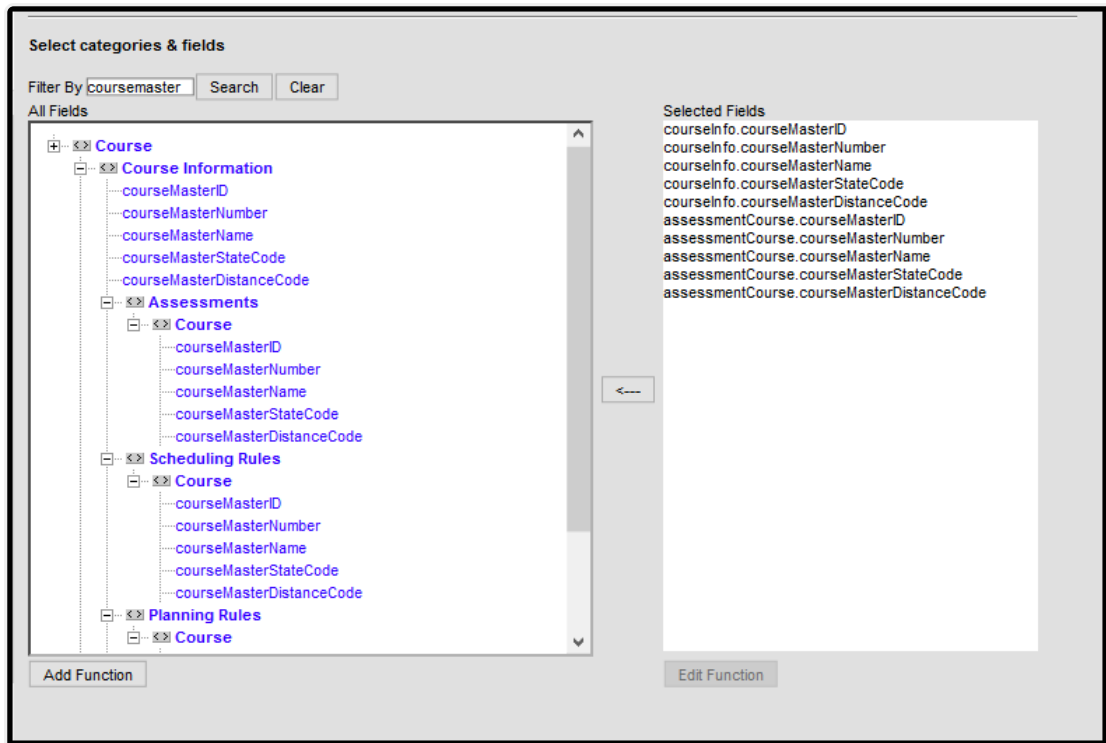 Select categories & fields
Filter By coursemaster Search Clear
All Fields
Course
Course Information
courseMasterID
courseMasterNumber
courseMasterName
courseMasterStateCode
courseMasterDistanceCode
Assessments
Course
courseMasterID
courseMasterNumber
courseMasterName
courseMasterStateCode
courseMasterDistanceCode
Scheduling Rules
Course
courseMasterID
courseMasterNumber
courseMasterName
courseMasterStateCode
courseMasterDistanceCode
Planning Rules
Course
Add Function
<---
Selected Fields
courseInfo.courseMasterID
courseInfo.courseMasterNumber
courseInfo.courseMasterName
courseInfo.courseMasterStateCode
courseInfo.courseMasterDistanceCode
assessmentCourse.courseMasterID
assessmentCourse.courseMasterNumber
assessmentCourse.courseMasterName
assessmentCourse.courseMasterStateCode
assessmentCourse.courseMasterDistanceCode
Edit Function